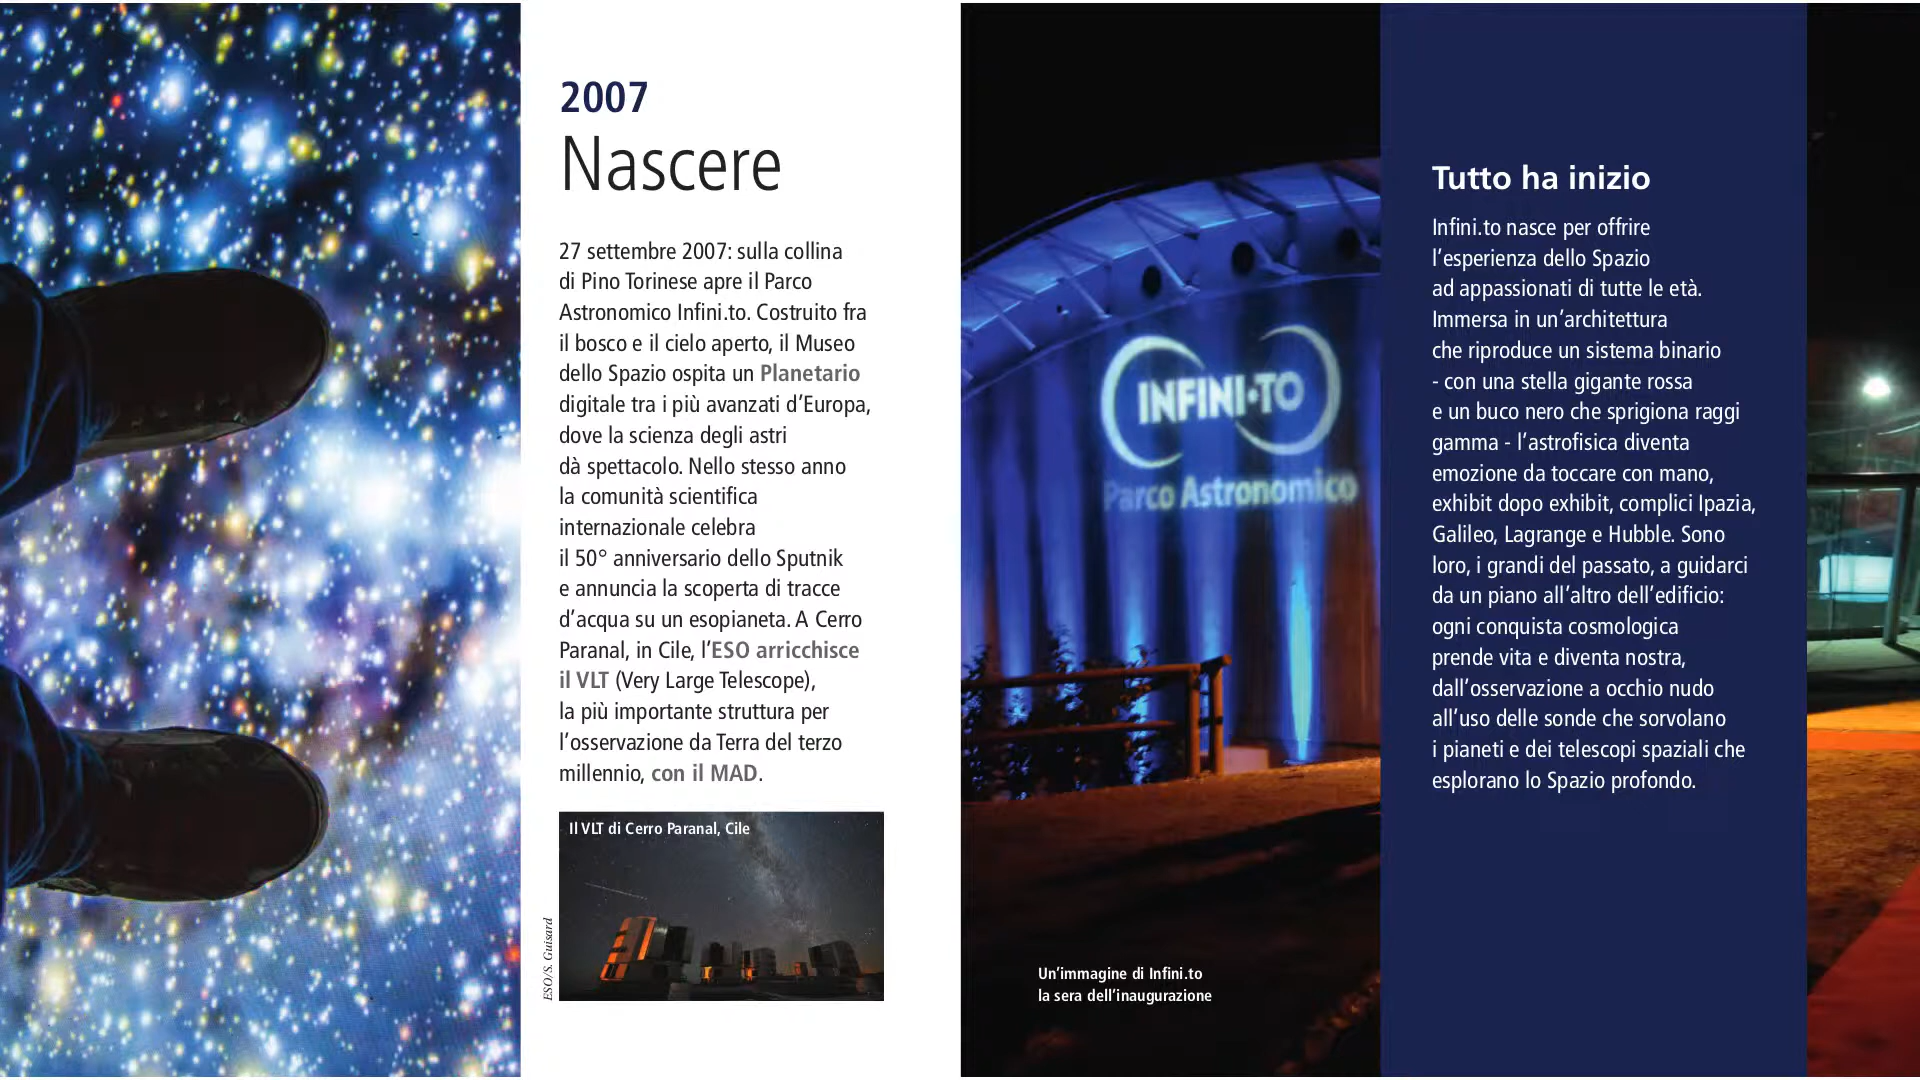 2007
Nascere
27 settembre 2007: sulla collina
di Pino Torinese apre il Parco
Astronomico Infini.to. Costruito fra
il bosco e il cielo aperto, il Museo
dello Spazio ospita un Planetario
digitale tra i più avanzati d’Europa,
dove la scienza degli astri
dà spettacolo. Nello stesso anno
la comunità scientifica
internazionale celebra
il 50° anniversario dello Sputnik
e annuncia la scoperta di tracce
d’acqua su un esopianeta. A Cerro
Paranal, in Cile, l’ESO arricchisce
il VLT (Very Large Telescope),
la più importante struttura per
l’osservazione da Terra del terzo
millennio, con il MAD.
Il VLT di Cerro Paranal, Cile
ESO/S. Guisard
INFINI•TO
Parco Astronomico
Un’immagine di Infini.to
la sera dell’inaugurazione
Tutto ha inizio
Infini.to nasce per offrire
l’esperienza dello Spazio
ad appassionati di tutte le età.
Immersa in un’architettura
che riproduce un sistema binario
- con una stella gigante rossa
e un buco nero che sprigiona raggi
gamma - l’astrofisica diventa
emozione da toccare con mano,
exhibit dopo exhibit, complici Ipazia,
Galileo, Lagrange e Hubble. Sono
loro, i grandi del passato, a guidarci
da un piano all’altro dell’edificio:
ogni conquista cosmologica
prende vita e diventa nostra,
dall’osservazione a occhio nudo
all’uso delle sonde che sorvolano
i pianeti e dei telescopi spaziali che
esplorano lo Spazio profondo.